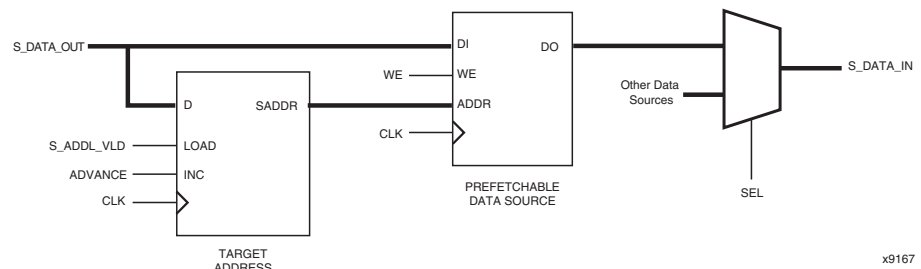 S_DATA_OUT
DI
DO
WE
WE
ADDR
CLK
PREFETCHABLE
DATA SOURCE
D
SADDR
S_ADDL_VLD
LOAD
ADVANCE
INC
CLK
TARGET
ADDRESS
Other Data
Sources
S_DATA_IN
SEL
x9167